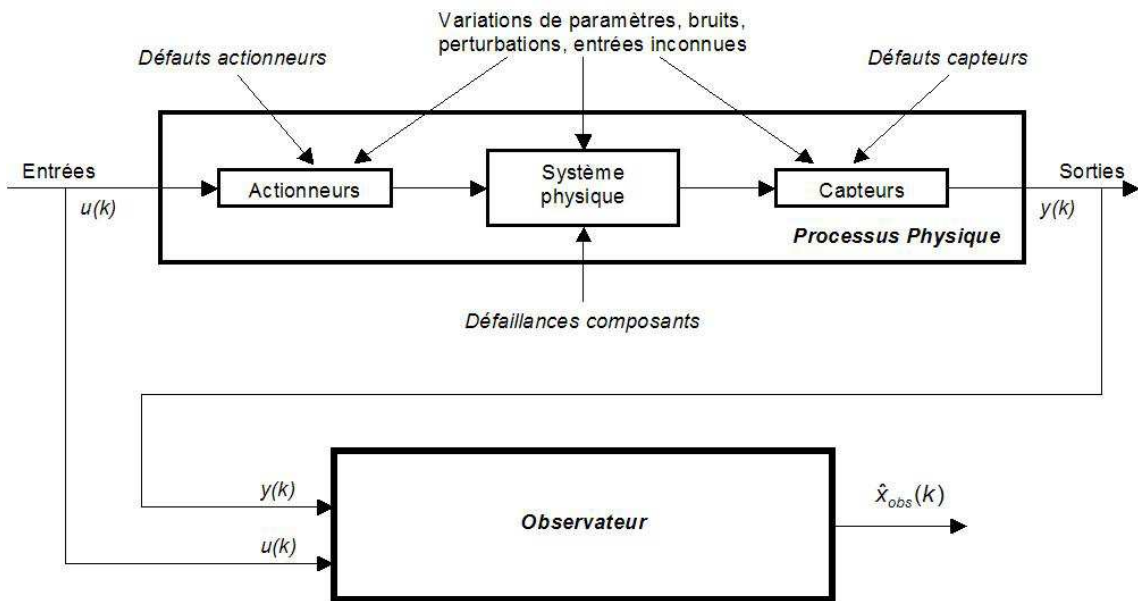 Variations de paramètres, bruits,
perturbations, entrées inconnues
Défauts actionneurs
Défauts capteurs
Entrées
u(k)
Actionneurs
Système
physique
Capteurs
Sorties
y(k)
Processus Physique
Défaillances composants
y(k)
u(k)
Observateur
x̂_obs(k)